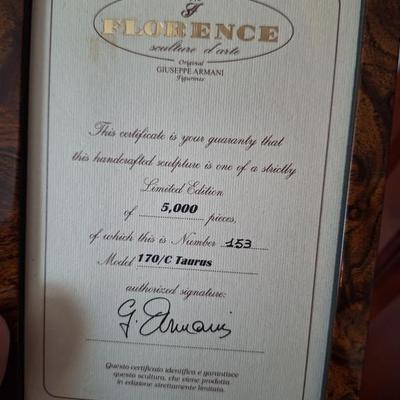 FLORENCE
sculture d'arte
Original
GIUSEPPE ARMANI
Figurines
This certificate is your guaranty that
this handcrafted sculpture is one of a strictly
Limited Edition
of 5,000 pieces,
of which this is Number 153
Model 170/C Taurus
authorized signature:
G. Armani
Questo certificato identifica e garantisce
questa scultura, che viene prodotta
in edizione strettamente limitata.